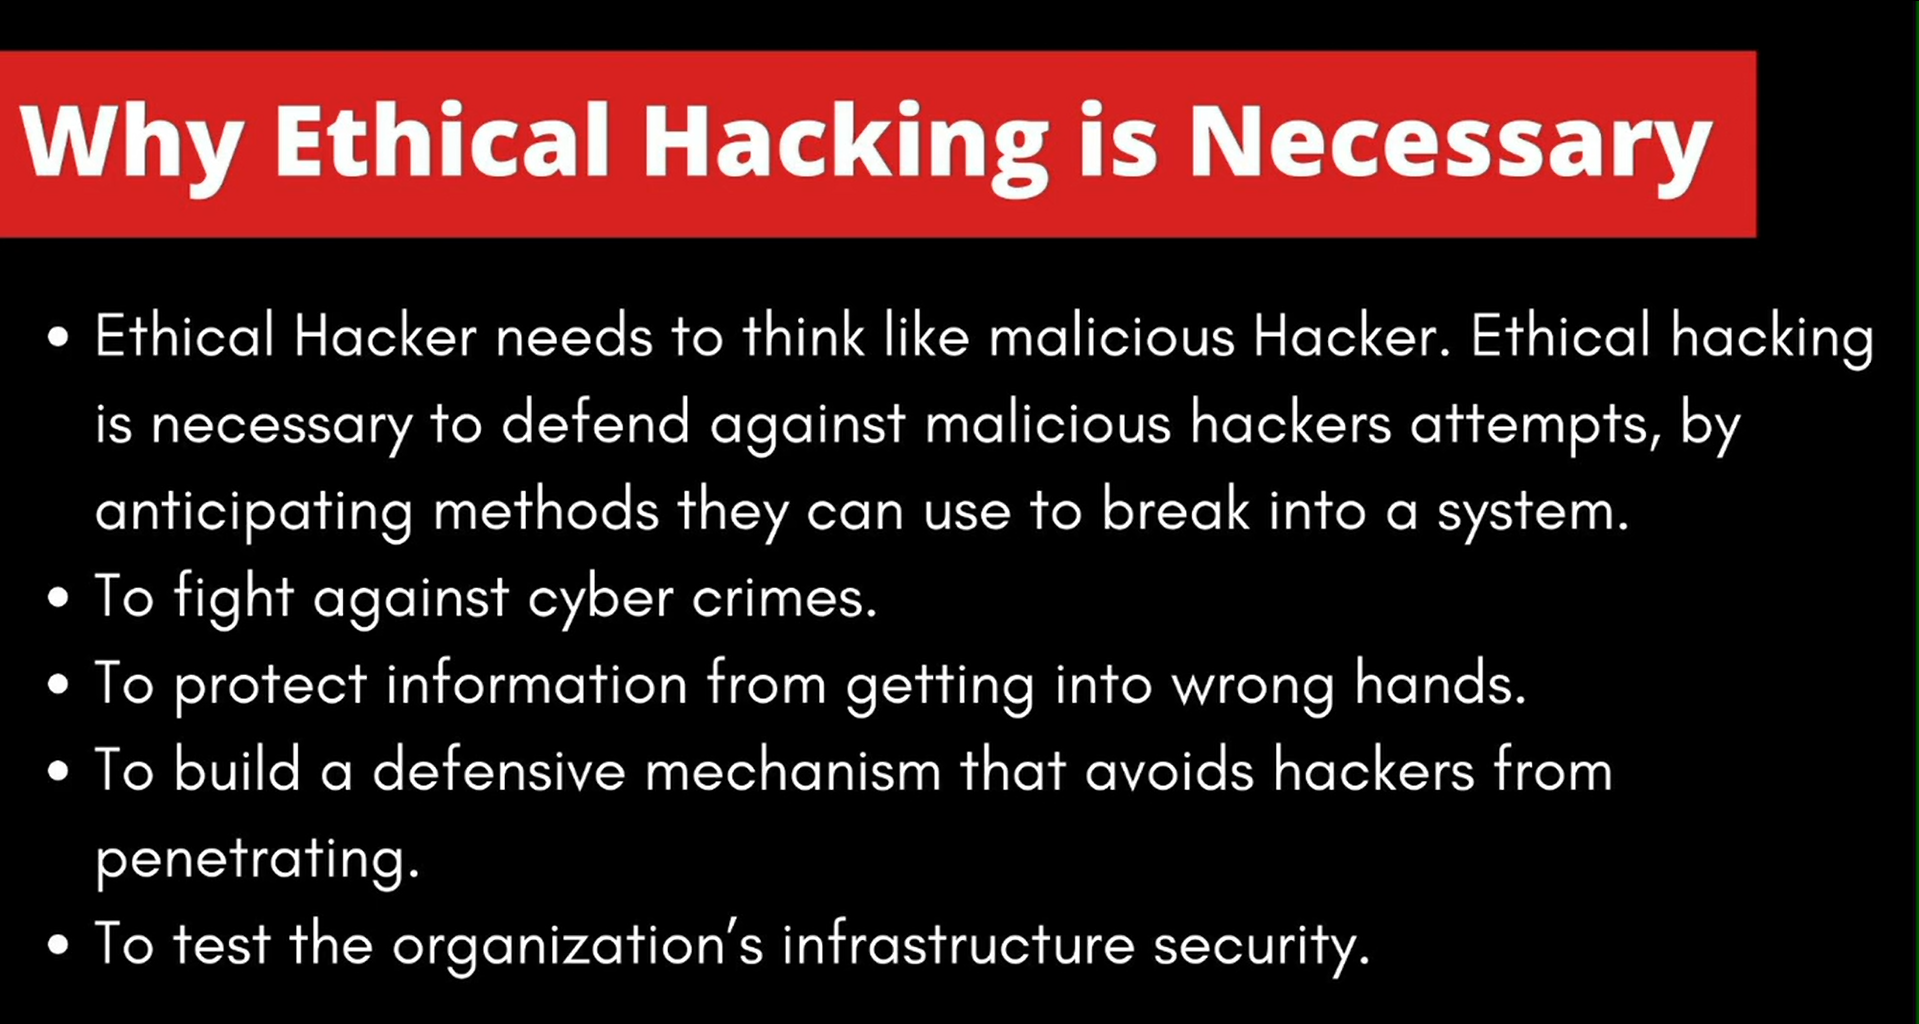 Why Ethical Hacking is Necessary
• Ethical Hacker needs to think like malicious Hacker. Ethical hacking
is necessary to defend against malicious hackers attempts, by
anticipating methods they can use to break into a system.
• To fight against cyber crimes.
• To protect information from getting into wrong hands.
• To build a defensive mechanism that avoids hackers from
penetrating.
• To test the organization’s infrastructure security.